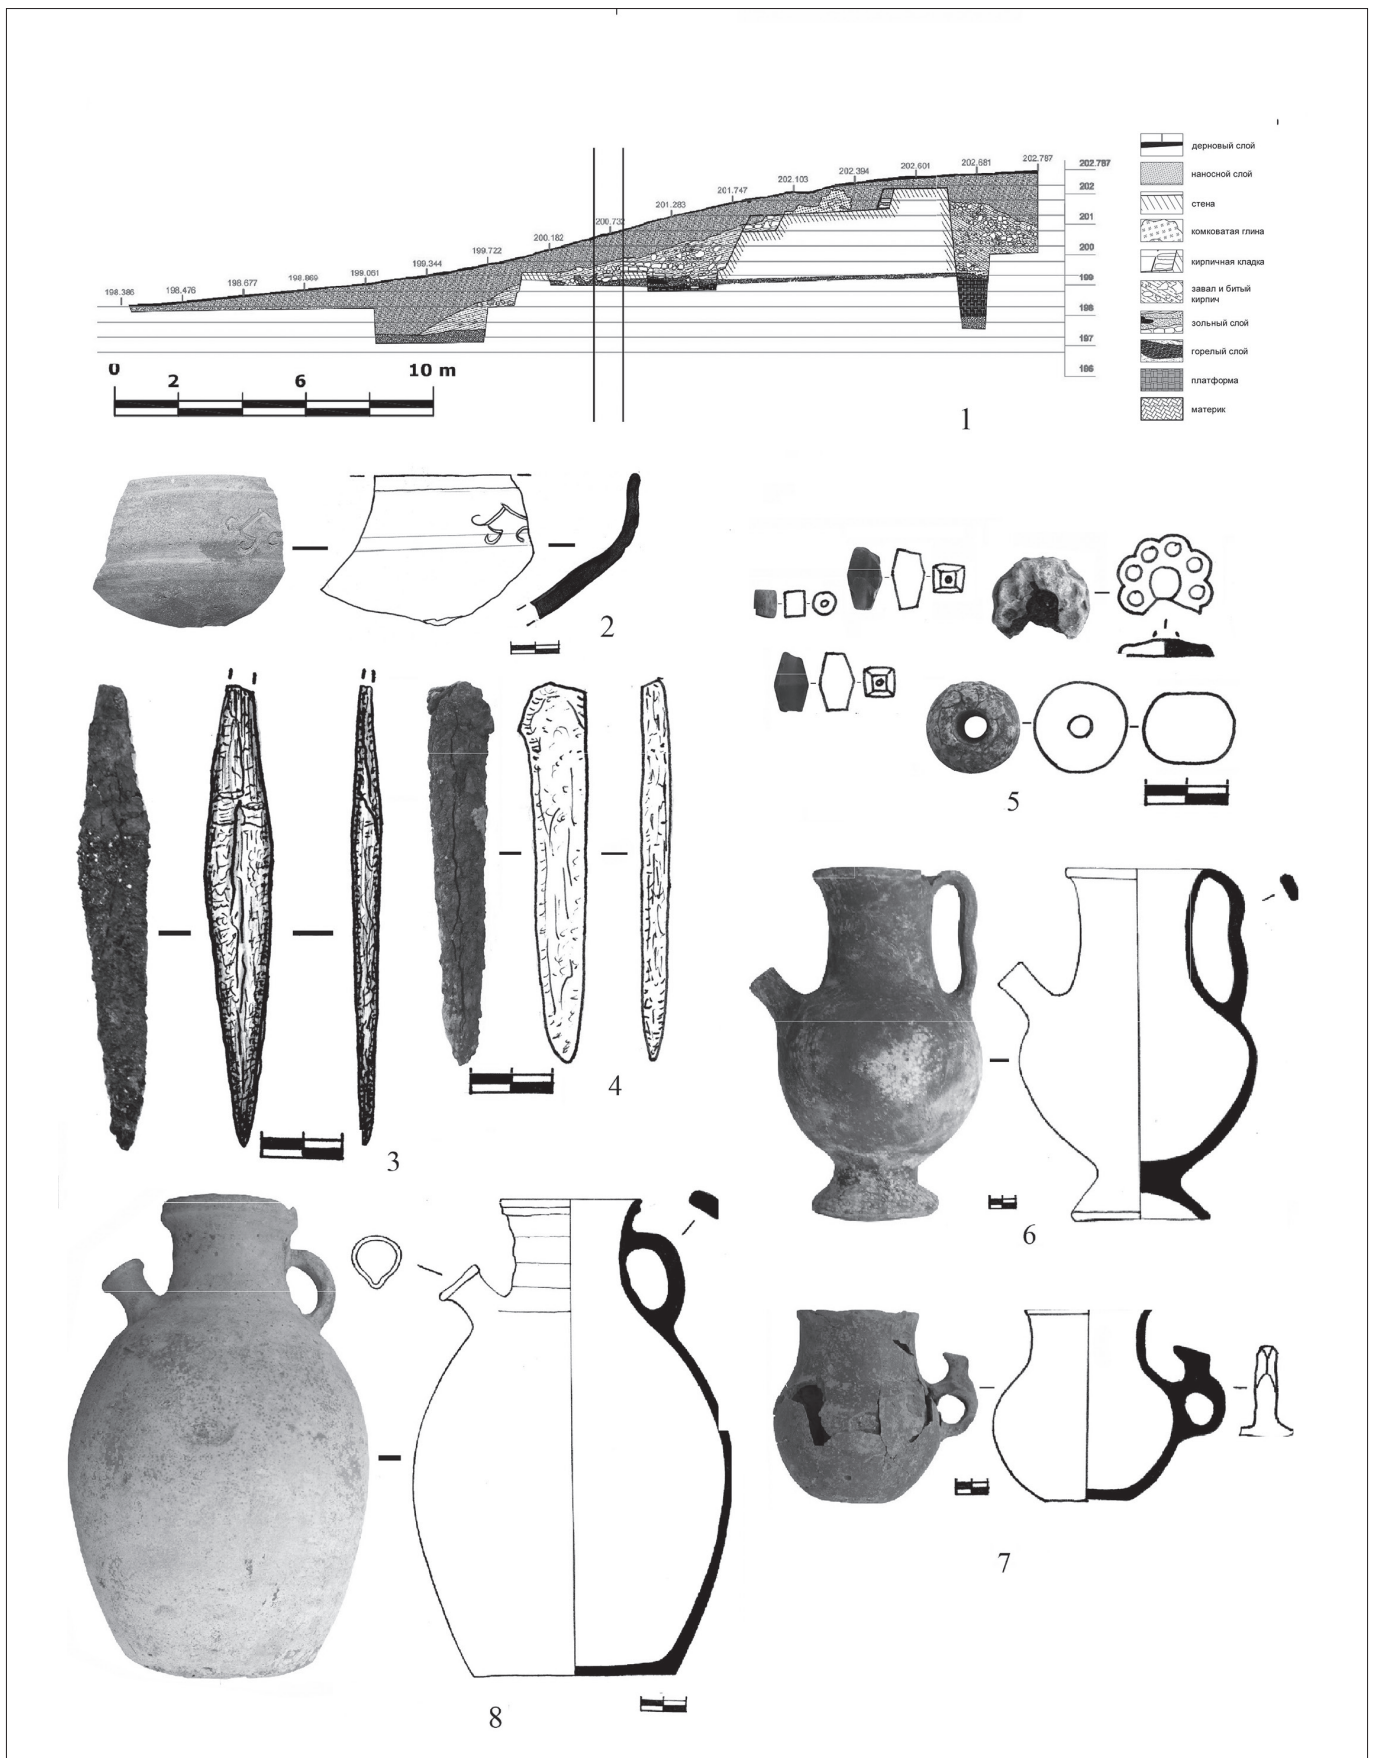 202.787
202.681
202.601
202.394
202.103
201.747
201.283
200.732
200.182
199.722
199.344
199.051
198.869
198.677
198.476
198.386
202.787
202
201
200
199
198
197
196
0 2 6 10 m
1
дерновый слой
наносной слой
стена
комковатая глина
кирпичная кладка
завал и битый
кирпич
зольный слой
горелый слой
платформа
материк
2
5
3
4
6
7
8